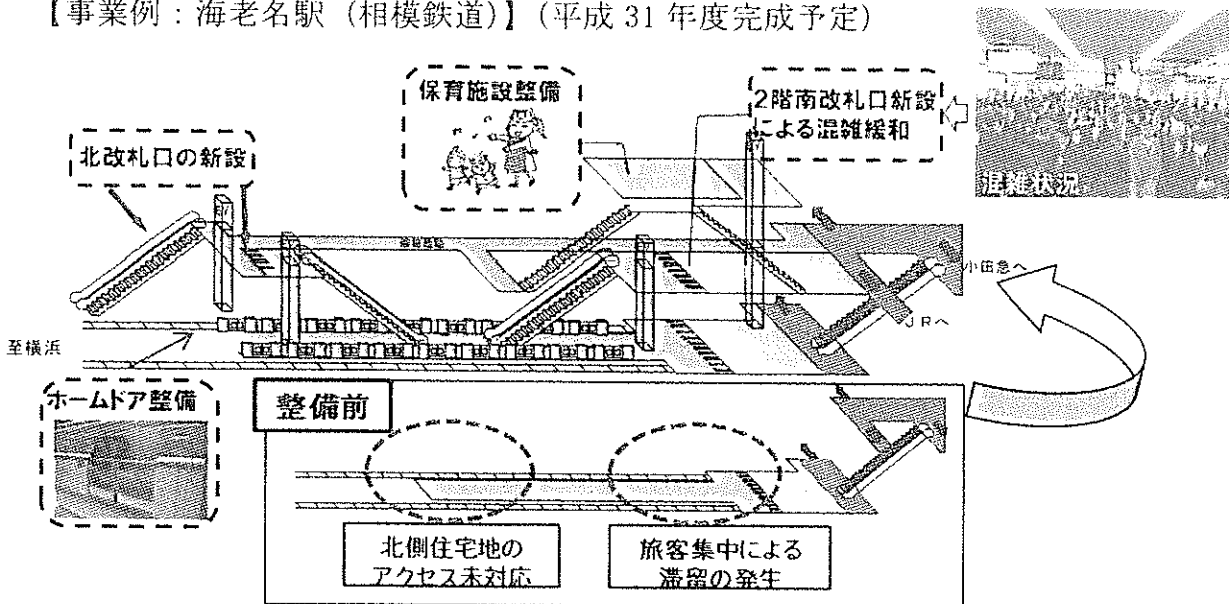 【事業例：海老名駅（相模鉄道）】（平成 31 年度完成予定）
保育施設整備
2階南改札口新設
による混雑緩和
北改札口の新設
混雑状況
小田急へ
JRへ
至横浜
ホームドア整備
整備前
北側住宅地の
アクセス未対応
旅客集中による
滞留の発生